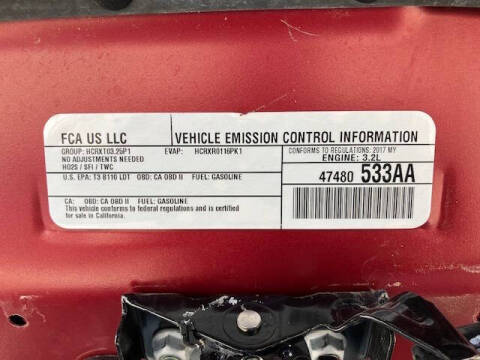 FCA US LLC
VEHICLE EMISSION CONTROL INFORMATION
GROUP: HCRXT03.25P1 EVAP: HCRXR0116PK1
NO ADJUSTMENTS NEEDED
HO2S / SFI / TWC
CONFORMS TO REGULATIONS: 2017 MY
ENGINE: 3.2L
U.S. EPA: T3 B110 LDT OBD: CA OBD II FUEL: GASOLINE
47480 533AA
CA: OBD: CA OBD II FUEL: GASOLINE
This vehicle conforms to federal regulations and is certified
for sale in California.